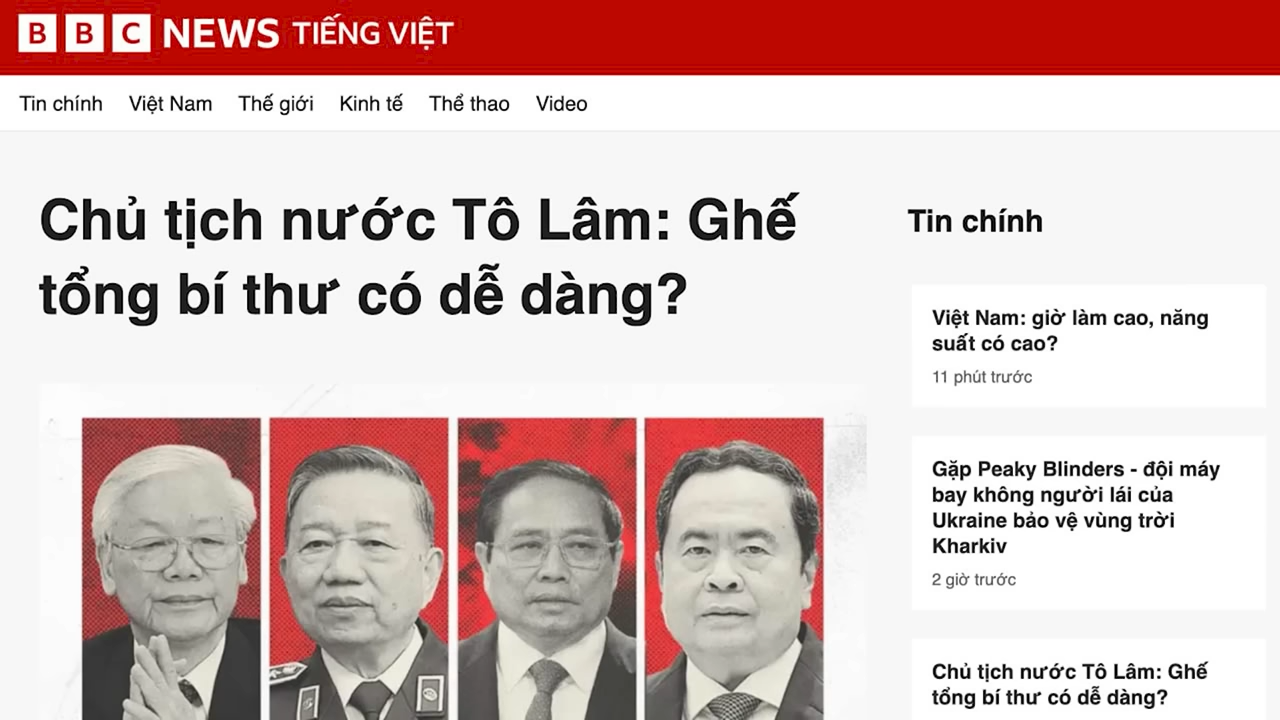 BBC NEWS TIẾNG VIỆT
Tin chính Việt Nam Thế giới Kinh tế Thể thao Video
Chủ tịch nước Tô Lâm: Ghế
tổng bí thư có dễ dàng?
Tin chính
Việt Nam: giờ làm cao, năng
suất có cao?
11 phút trước
Gặp Peaky Blinders - đội máy
bay không người lái của
Ukraine bảo vệ vùng trời
Kharkiv
2 giờ trước
Chủ tịch nước Tô Lâm: Ghế
tổng bí thư có dễ dàng?